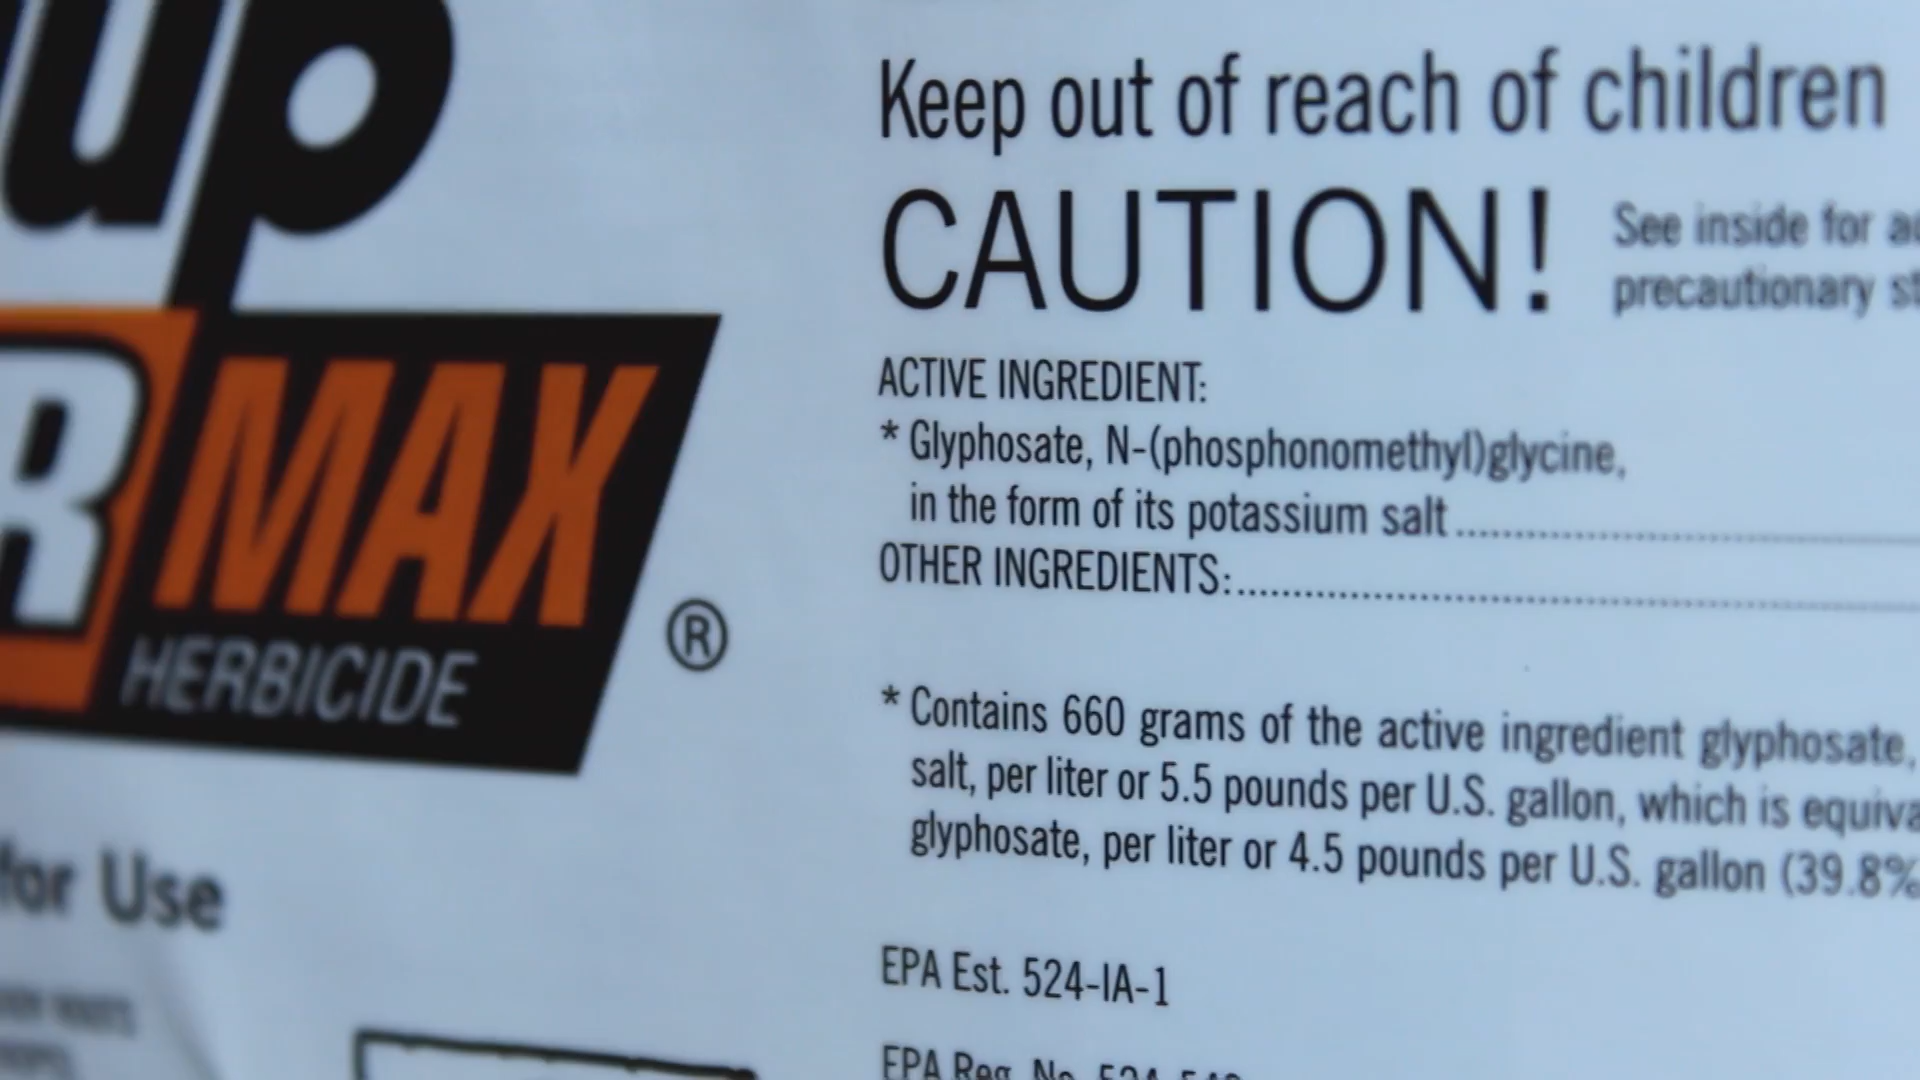 up
R MAX
HERBICIDE
®
for Use
Keep out of reach of children
CAUTION!
See inside for
precautionary
ACTIVE INGREDIENT:
* Glyphosate, N-(phosphonomethyl)glycine,
in the form of its potassium salt
OTHER INGREDIENTS:
* Contains 660 grams of the active ingredient glyphosate,
salt, per liter or 5.5 pounds per U.S. gallon, which is
glyphosate, per liter or 4.5 pounds per U.S. gallon (39.8%
EPA Est. 524-IA-1
EPA Reg. No.